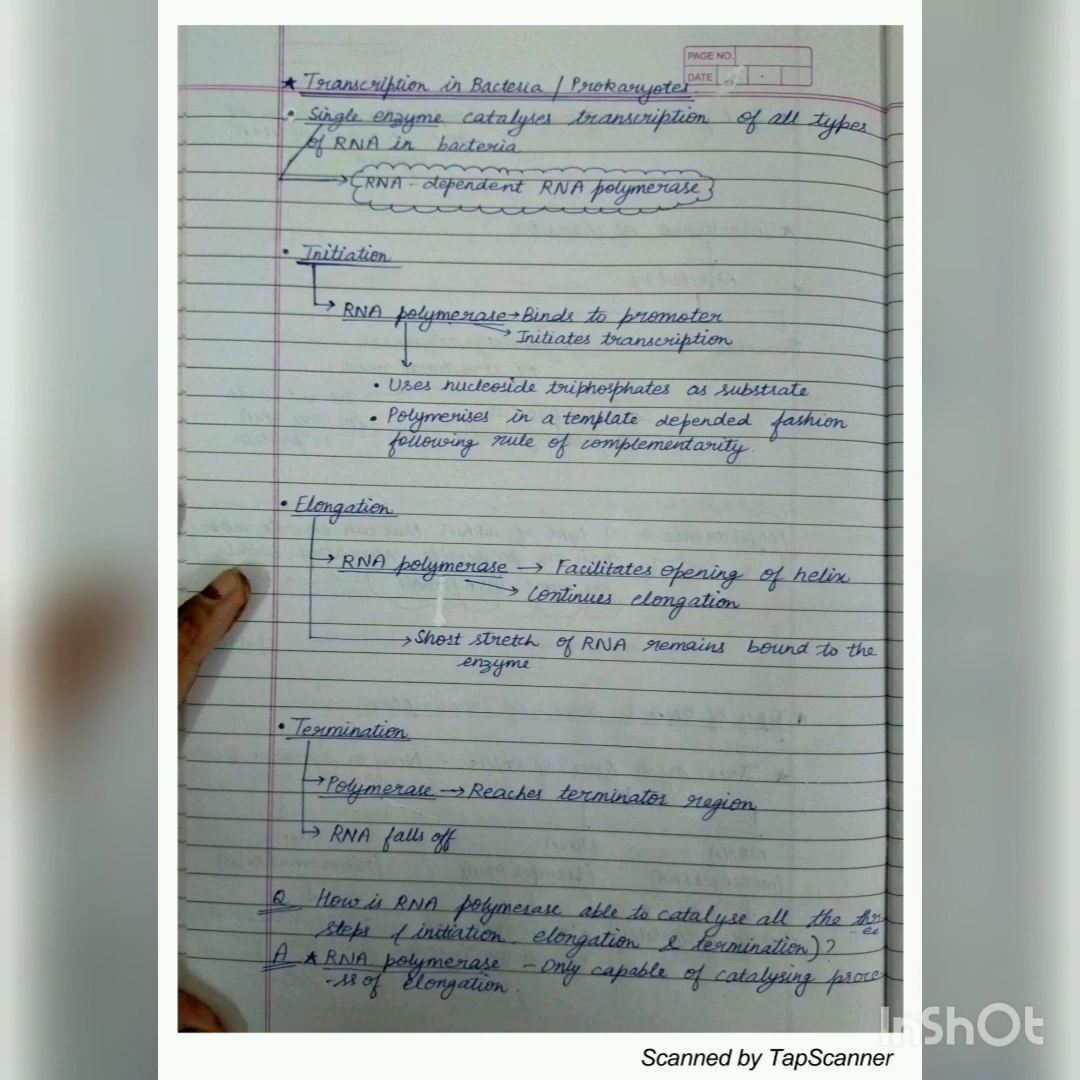 PAGE NO.
DATE
★ Transcription in Bacteria / Prokaryotes
• Single enzyme catalyses transcription of all types
of RNA in bacteria
RNA - dependent RNA polymerase
• Initiation
RNA polymerase → Binds to promoter
Initiates transcription
• Uses nucleoside triphosphates as substrate
• Polymerises in a template depended fashion
following rule of complementarity.
• Elongation
RNA polymerase → Facilitates opening of helix
Continues elongation
Short stretch of RNA remains bound to the
enzyme
• Termination
Polymerase → Reaches terminator region
RNA falls off
Q How is RNA polymerase able to catalyse all the thr
-ee
steps (initiation, elongation & termination)?
A ★ RNA polymerase - Only capable of catalysing proce
-ss of elongation.
InShOt
Scanned by TapScanner